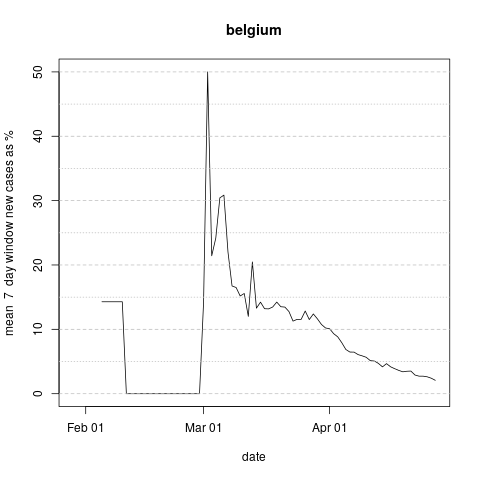 belgium
mean 7 day window new cases as %
50
40
30
20
10
0
Feb 01
Mar 01
Apr 01
date